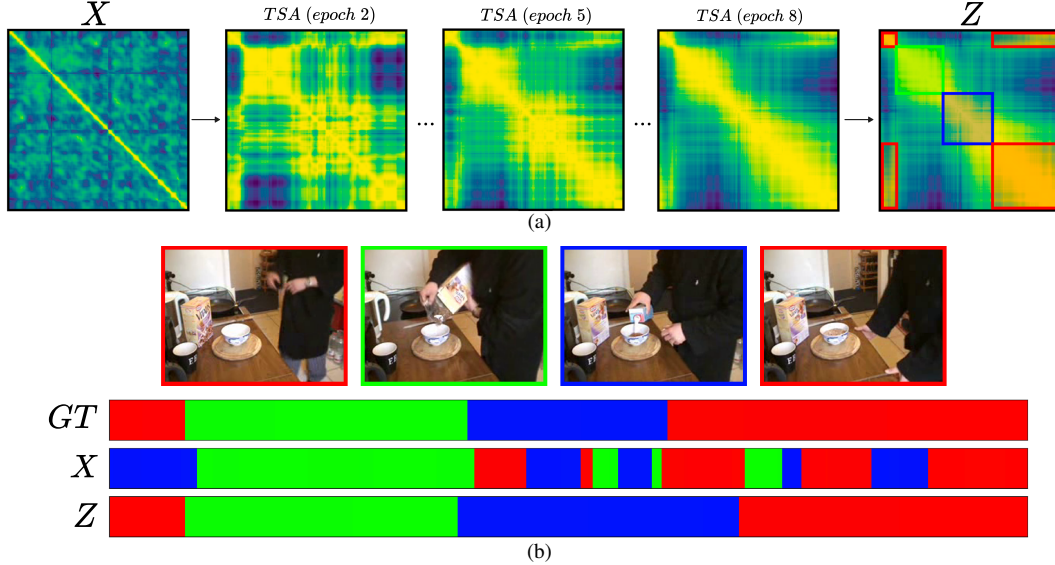 X TSA (epoch 2) TSA (epoch 5) TSA (epoch 8) Z
... ...
(a)
GT
X
Z
(b)